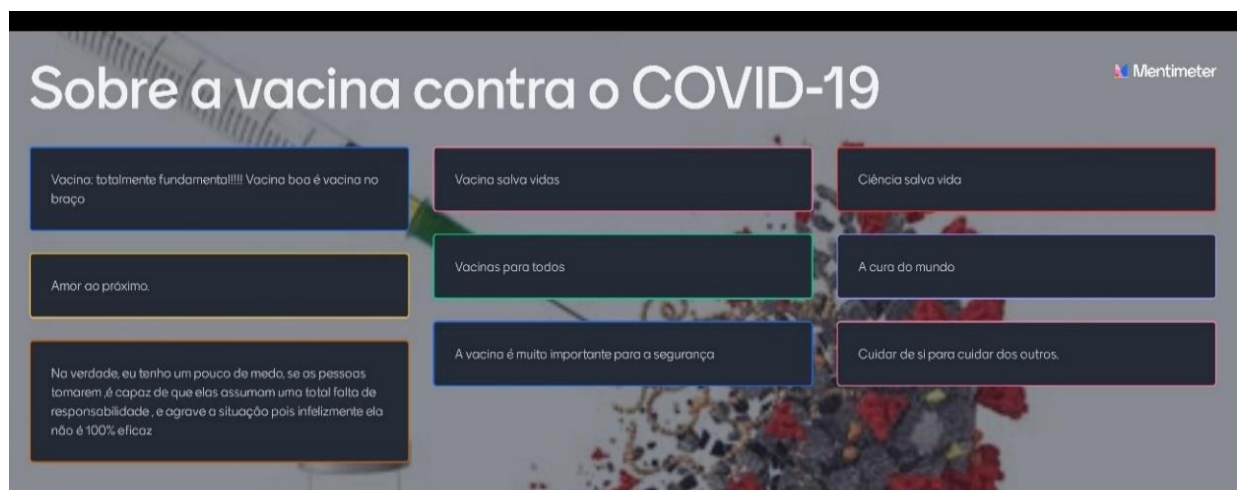 Sobre a vacina contra o COVID-19
Mentimeter
Vacina: totalmente fundamental!!!! Vacina boa é vacina no
braço
Amor ao próximo.
Na verdade, eu tenho um pouco de medo, se as pessoas
tomarem ,é capaz de que elas assumam uma total falta de
responsabilidade , e agrave a situação pois infelizmente ela
não é 100% eficaz
Vacina salva vidas
Vacinas para todos
A vacina é muito importante para a segurança
Ciência salva vida
A cura do mundo
Cuidar de si para cuidar dos outros.